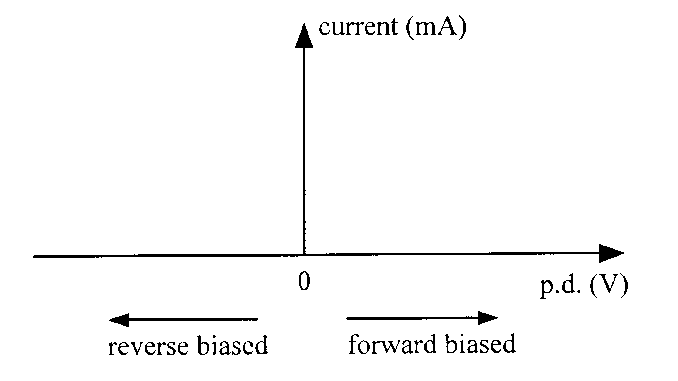 current (mA)
0
p.d. (V)
reverse biased
forward biased